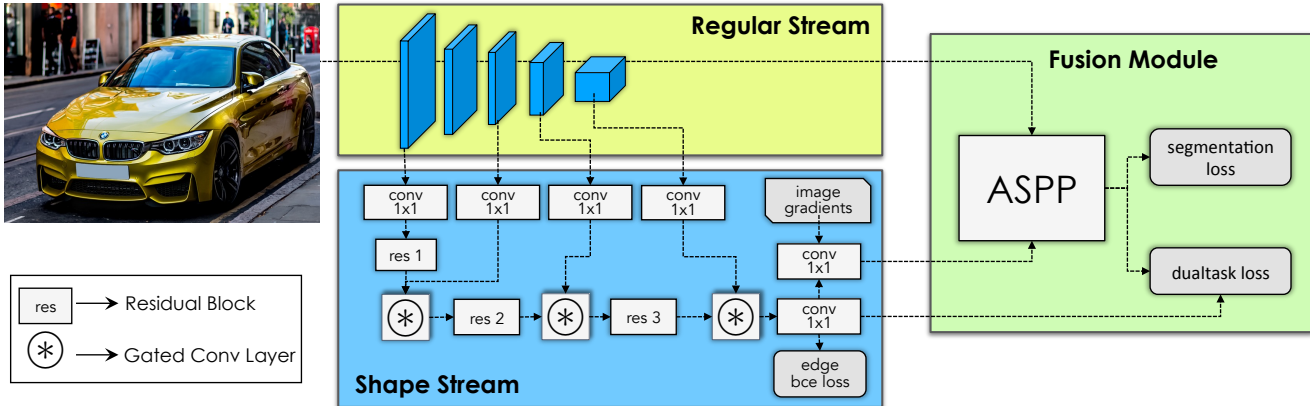 Regular Stream
Fusion Module
ASPP
segmentation
loss
dualtask loss
conv
1x1
conv
1x1
conv
1x1
conv
1x1
image
gradients
res 1
conv
1x1
res 2
res 3
conv
1x1
edge
bce loss
Shape Stream
res
Residual Block
Gated Conv Layer